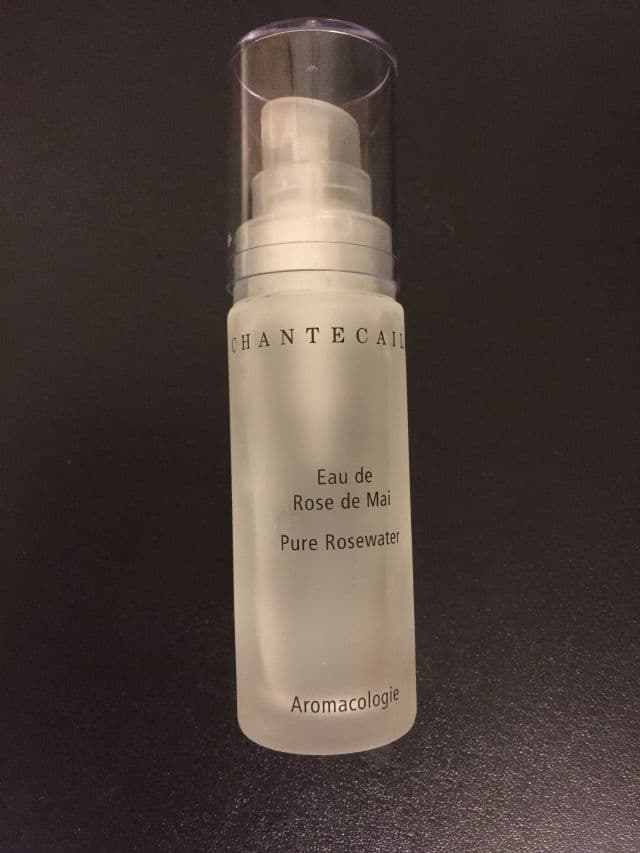 CHANTECAIL
Eau de
Rose de Mai
Pure Rosewater
Aromacologie